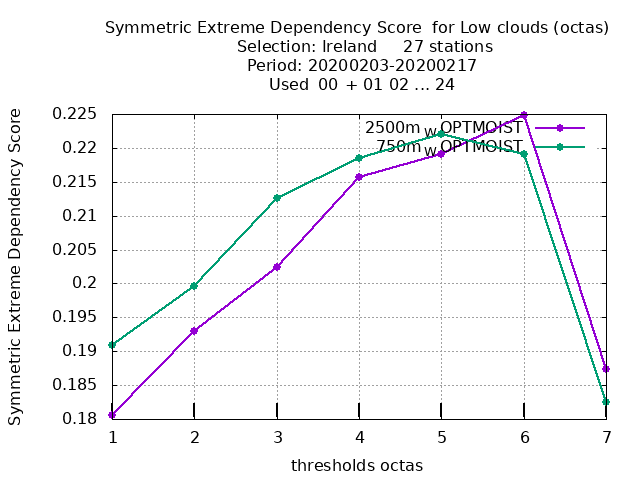 Symmetric Extreme Dependency Score  for Low clouds (octas)
Selection: Ireland     27 stations
Period: 20200203-20200217
Used  00 + 01 02 ... 24
Symmetric Extreme Dependency Score
0.225
0.22
0.215
0.21
0.205
0.2
0.195
0.19
0.185
0.18
2500m WOPTMOIST
750m WOPTMOIST
1 2 3 4 5 6 7
thresholds octas